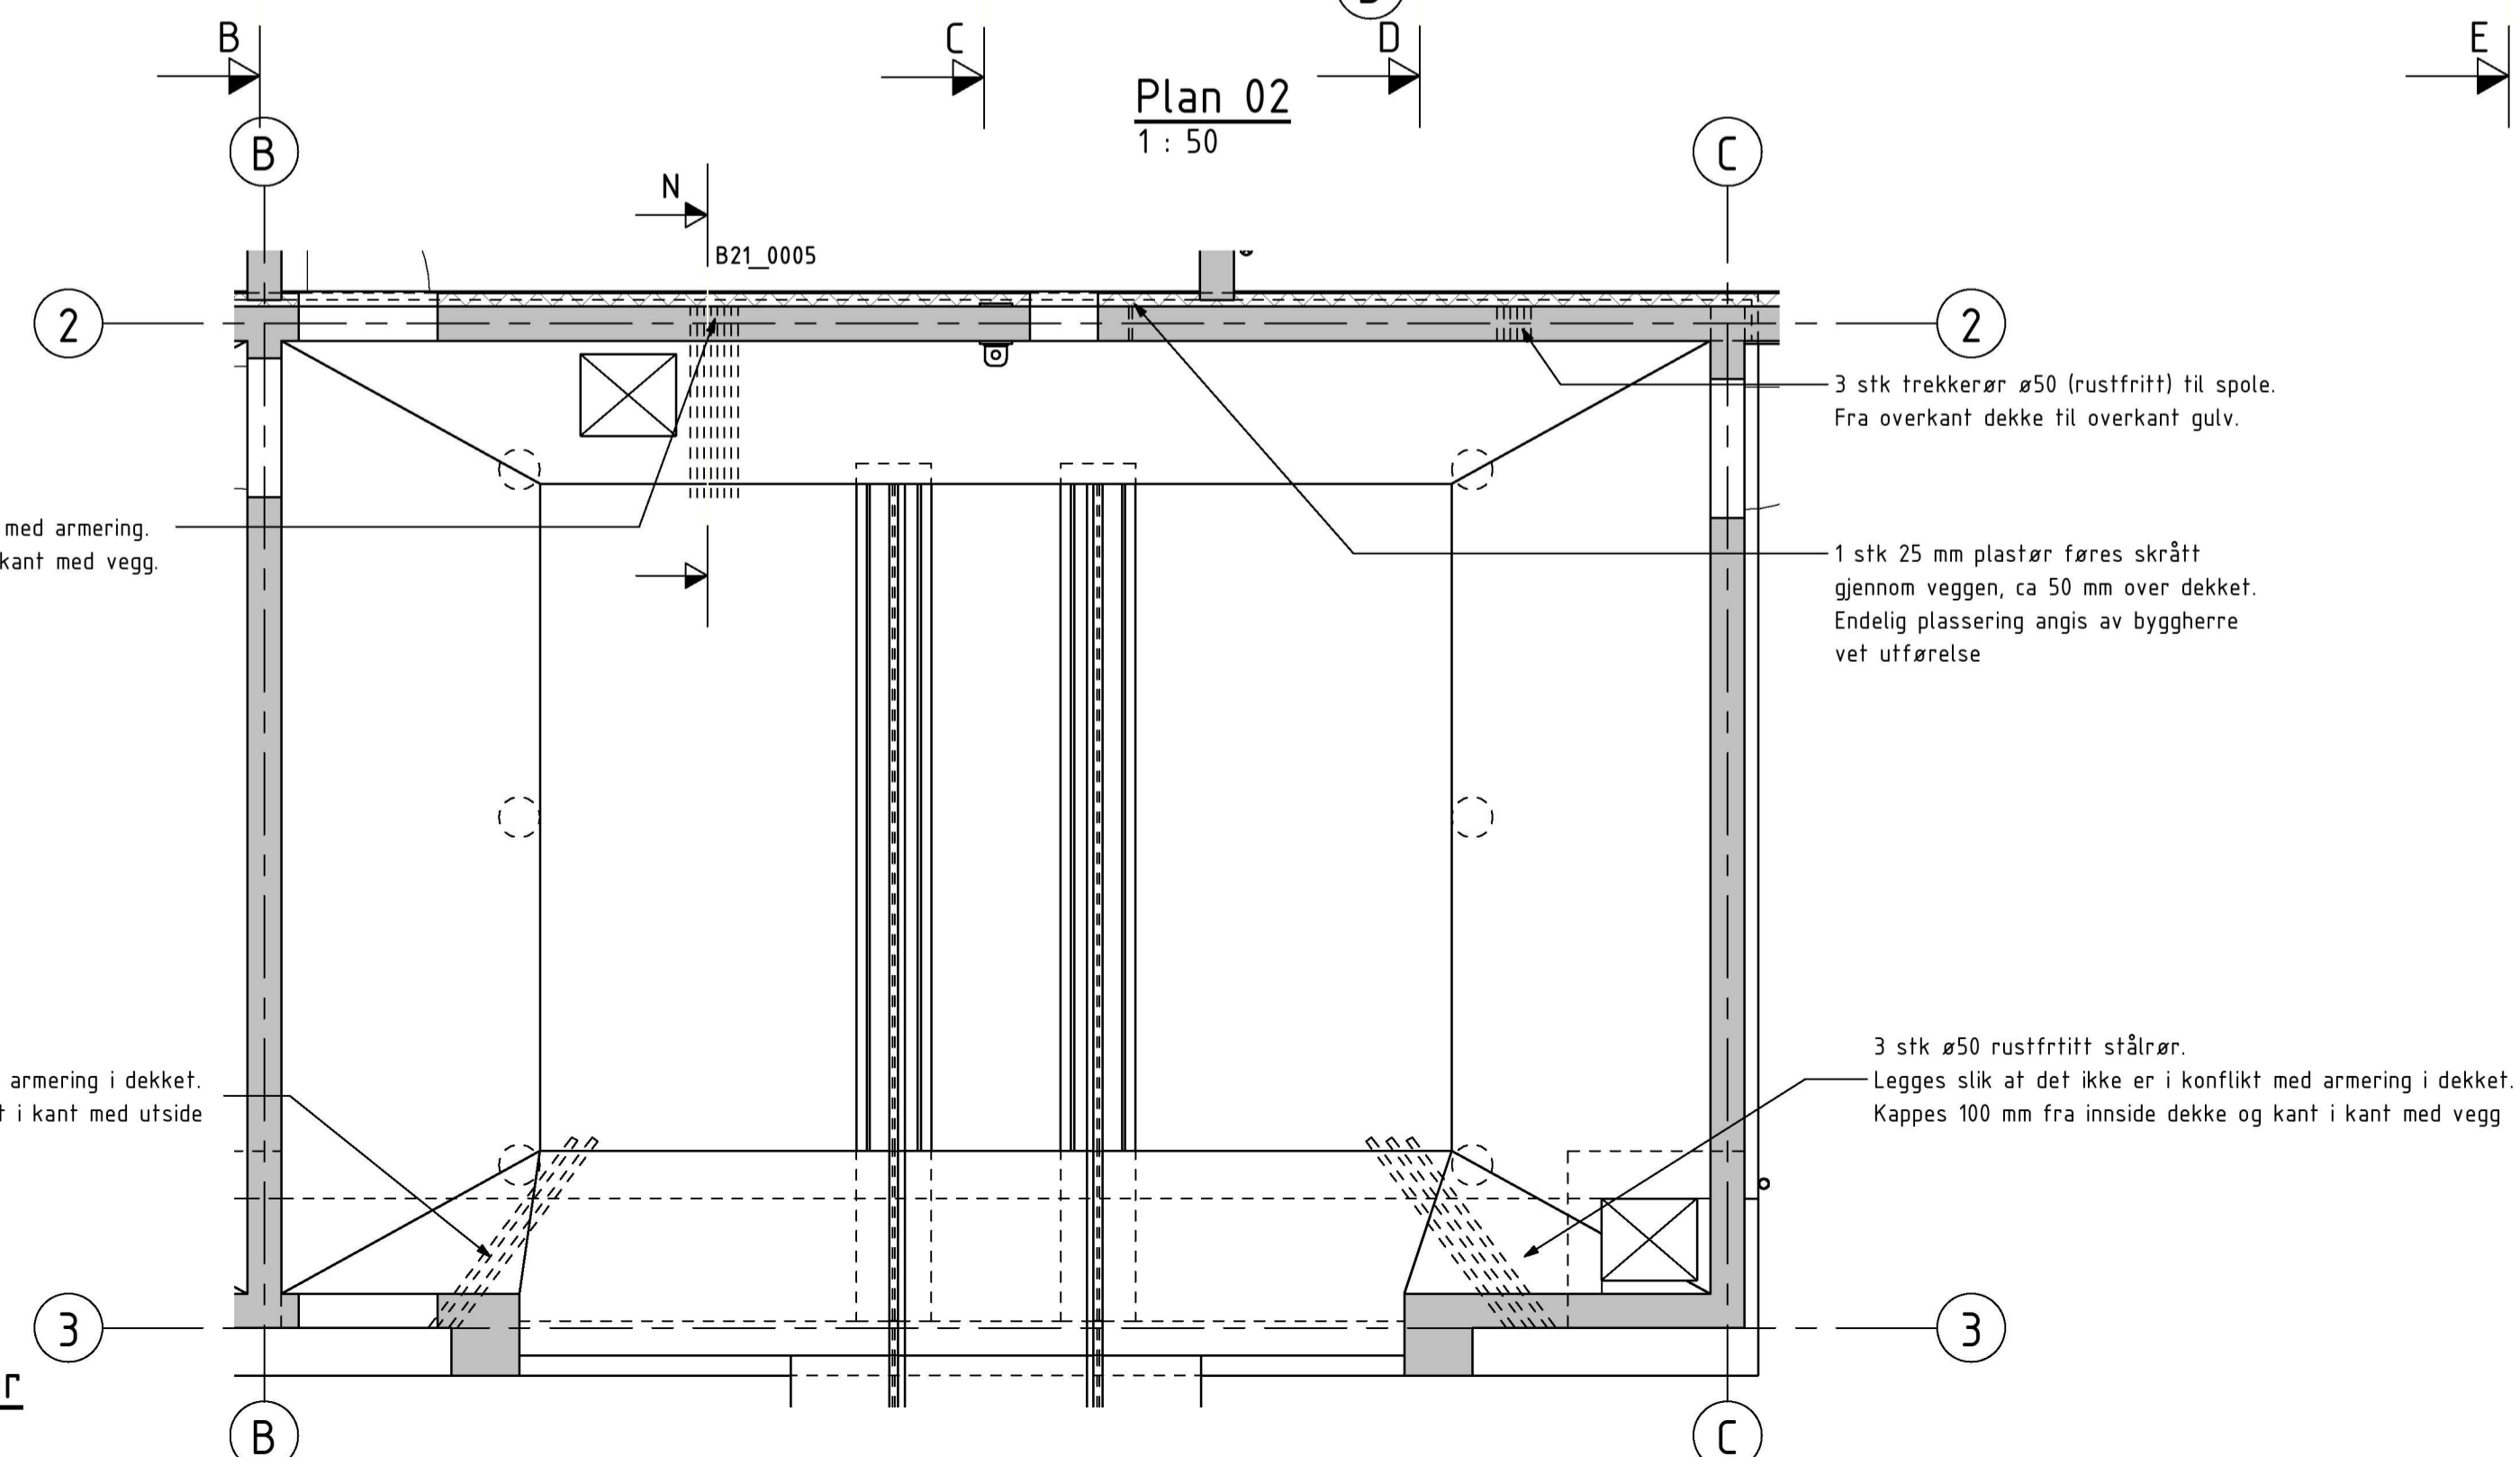 B
C
D
E
Plan 02
1 : 50
B
C
N
B21_0005
2
2
3 stk trekkerør ø50 (rustfritt) til spole.
Fra overkant dekke til overkant gulv.
med armering.
kant med vegg.
1 stk 25 mm plastør føres skrått
gjennom veggen, ca 50 mm over dekket.
Endelig plassering angis av byggherre
vet utførelse
3 stk ø50 rustfrtitt stålrør.
Legges slik at det ikke er i konflikt med armering i dekket.
Kappes 100 mm fra innside dekke og kant i kant med vegg
armering i dekket.
i kant med utside
3
3
r
B
C